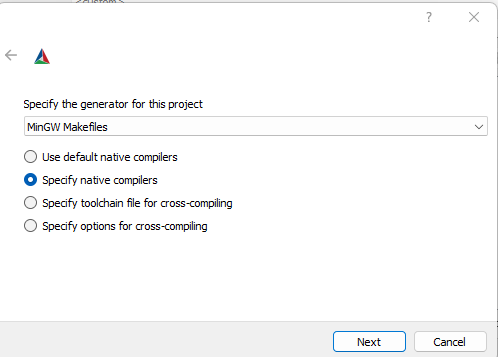 <custom>
?
Specify the generator for this project
MinGW Makefiles
Use default native compilers
Specify native compilers
Specify toolchain file for cross-compiling
Specify options for cross-compiling
Next
Cancel